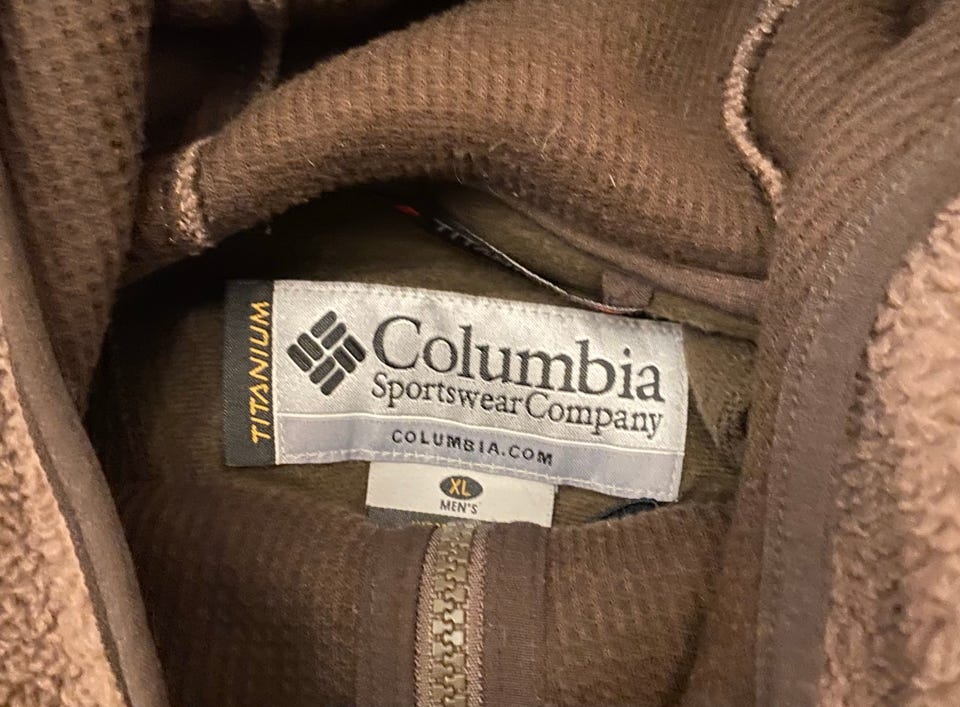 TITANIUM
Columbia
Sportswear Company
COLUMBIA.COM
XL
MEN'S